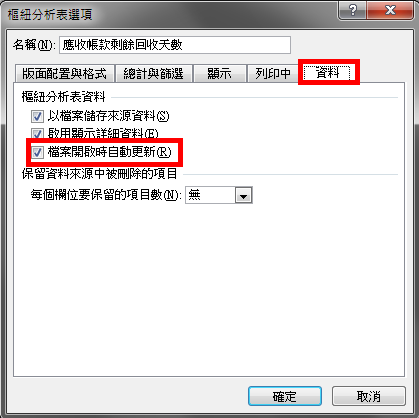 樞紐分析表選項
名稱(N): 應收帳款剩餘回收天數
版面配置與格式 總計與篩選 顯示 列印中 資料
樞紐分析表資料
以檔案儲存來源資料(S)
啟用顯示詳細資料(E)
檔案開啟時自動更新(R)
保留資料來源中被刪除的項目
每個欄位要保留的項目數(N): 無
確定 取消